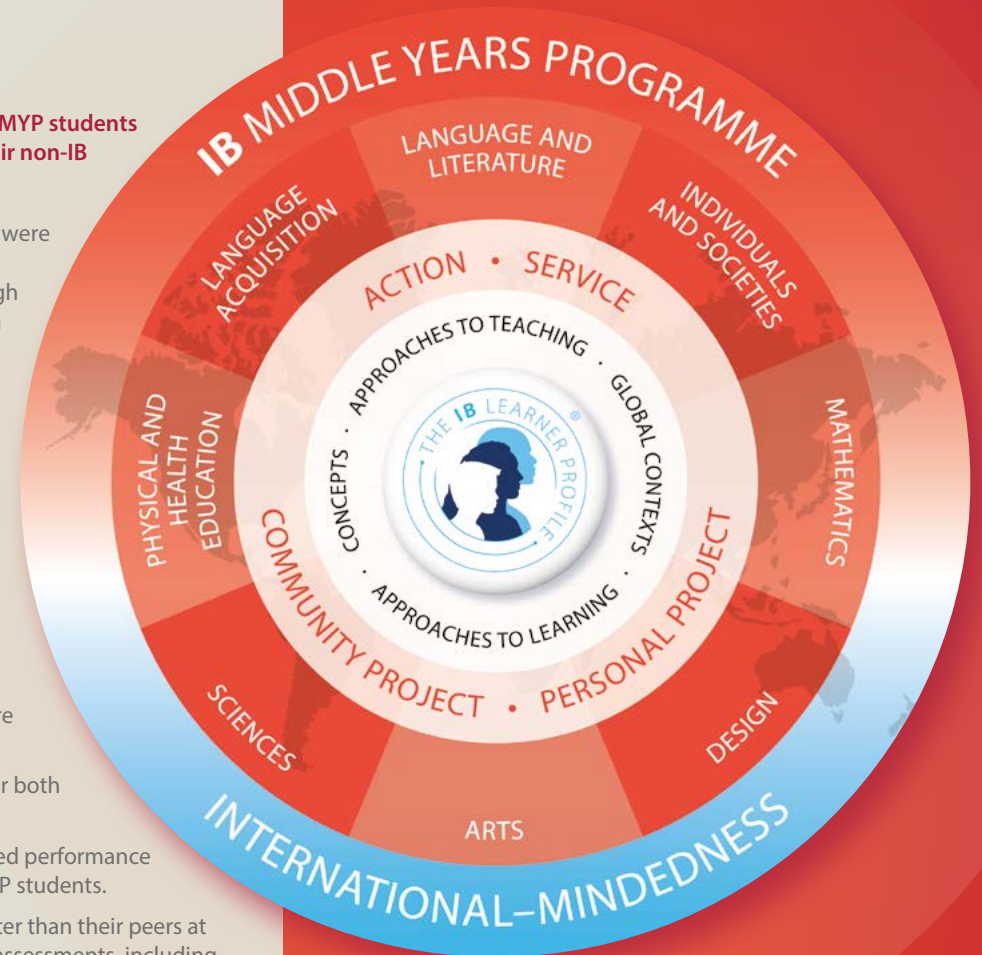 MYP students
ir non-IB
were
gh
r both
ed performance
P students.
ter than their peers at
assessments, including
IB MIDDLE YEARS PROGRAMME
LANGUAGE AND
LITERATURE
INDIVIDUALS
AND SOCIETIES
MATHEMATICS
DESIGN
ARTS
SCIENCES
PHYSICAL AND
HEALTH
EDUCATION
LANGUAGE
ACQUISITION
ACTION • SERVICE
PERSONAL PROJECT
COMMUNITY PROJECT •
APPROACHES TO TEACHING ·
GLOBAL CONTEXTS ·
APPROACHES TO LEARNING ·
CONCEPTS ·
THE IB LEARNER PROFILE ®
INTERNATIONAL–MINDEDNESS